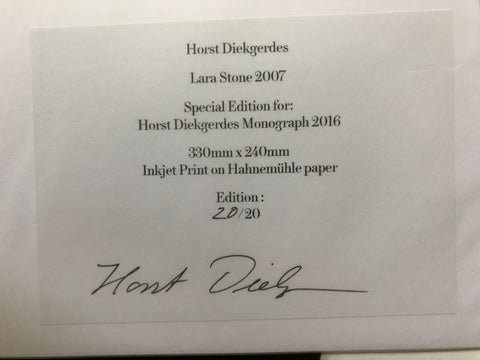 Horst Diekgerdes
Lara Stone 2007
Special Edition for:
Horst Diekgerdes Monograph 2016
330mm x 240mm
Inkjet Print on Hahnemühle paper
Edition :
20/20
Horst